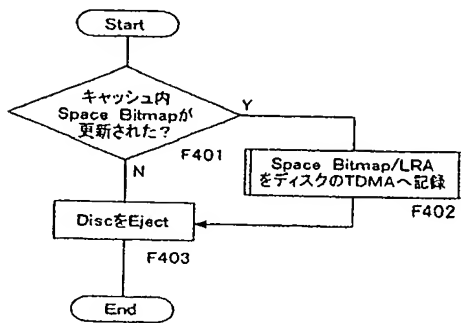 Start
キャッシュ内
Space Bitmapが
更新された?
Y
N
F401
Space Bitmap/LRA
をディスクのTDMAへ記録
F402
DiscをEject
F403
End